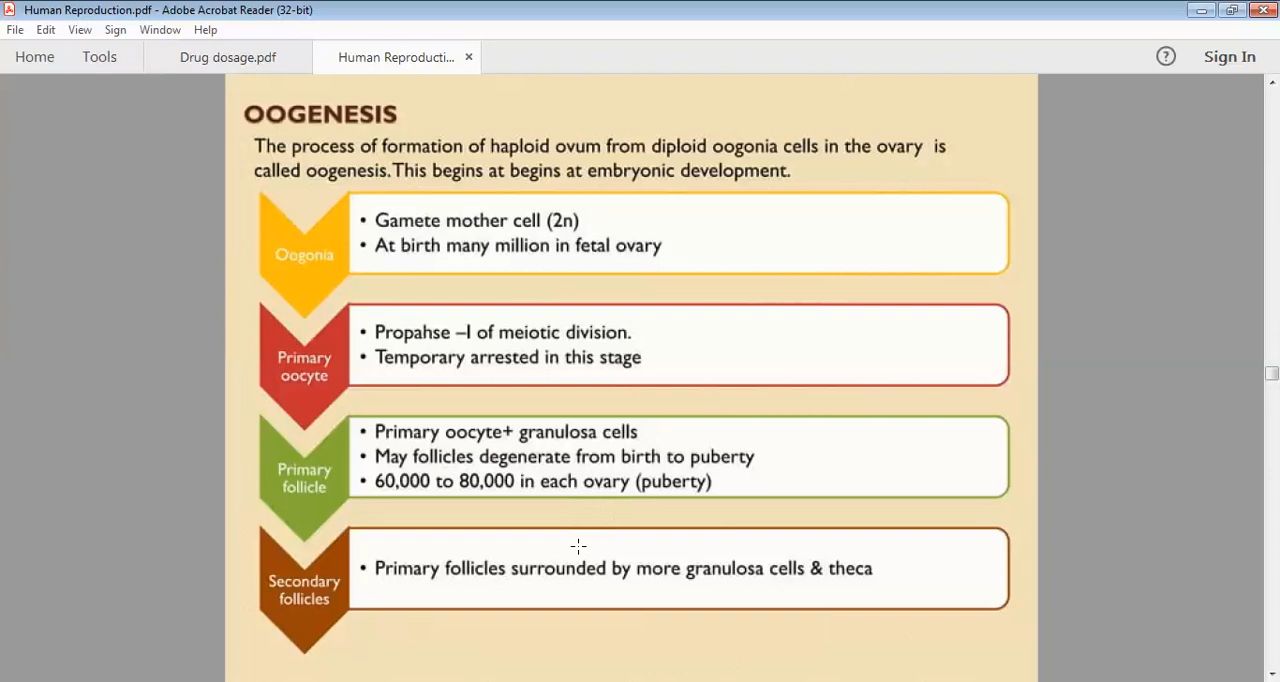 Human Reproduction.pdf - Adobe Acrobat Reader (32-bit)
File Edit View Sign Window Help
Home Tools Drug dosage.pdf Human Reproducti... × ? Sign In
OOGENESIS
The process of formation of haploid ovum from diploid oogonia cells in the ovary is
called oogenesis. This begins at begins at embryonic development.
Oogonia
• Gamete mother cell (2n)
• At birth many million in fetal ovary
Primary
oocyte
• Propahse –I of meiotic division.
• Temporary arrested in this stage
Primary
follicle
• Primary oocyte+ granulosa cells
• May follicles degenerate from birth to puberty
• 60,000 to 80,000 in each ovary (puberty)
Secondary
follicles
• Primary follicles surrounded by more granulosa cells & theca